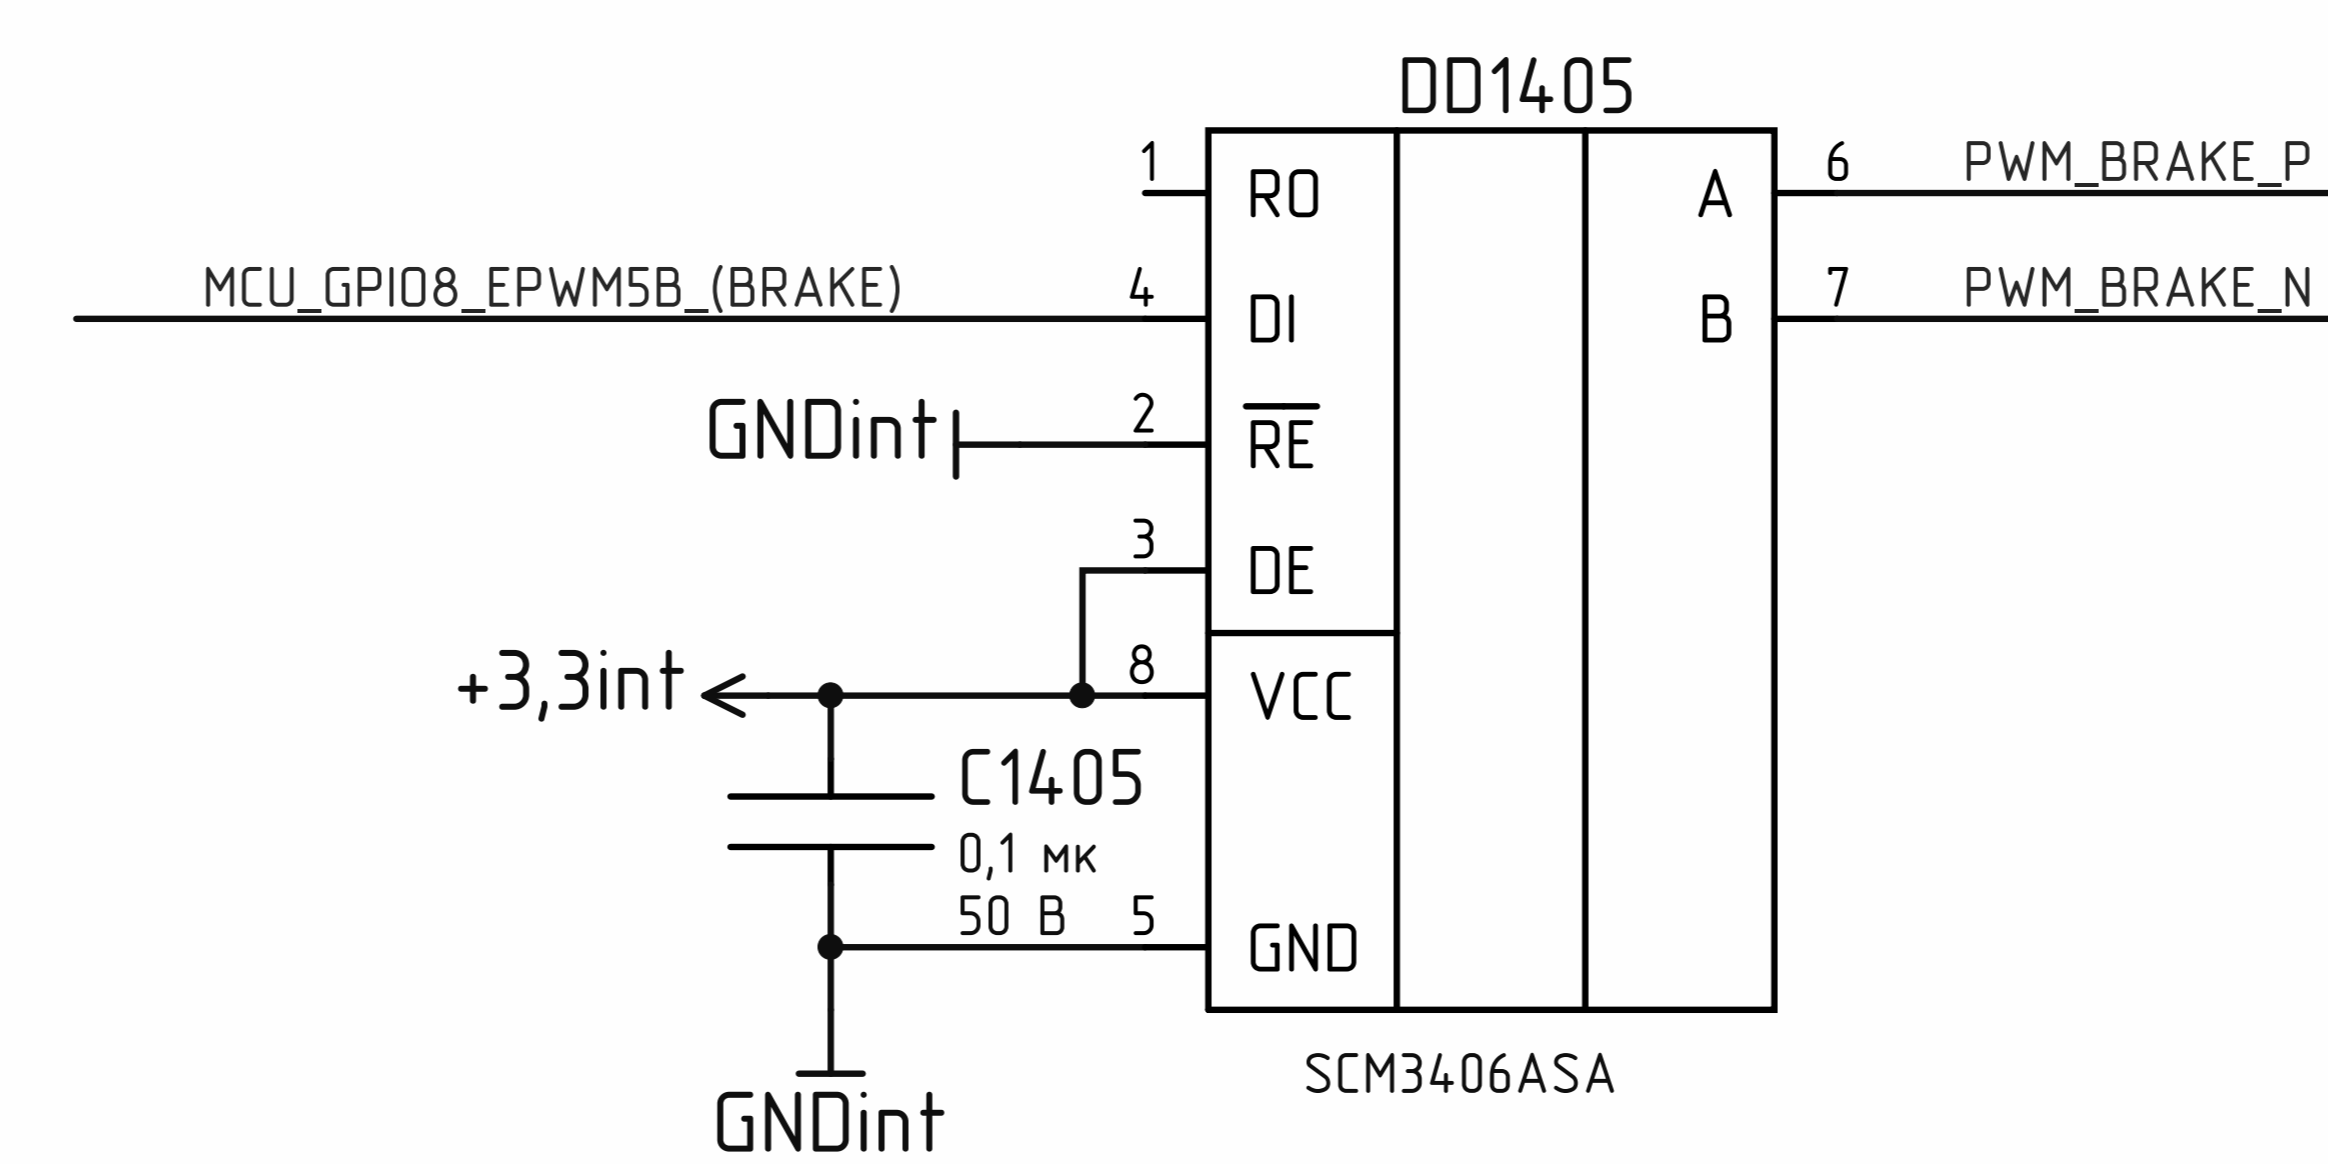 DD1405
1 RO A 6 PWM_BRAKE_P
MCU_GPIO8_EPWM5B_(BRAKE) 4 DI B 7 PWM_BRAKE_N
GNDint 2 RE
3 DE
+3,3int 8 VCC
C1405
0,1 мк
50 В 5 GND
SCM3406ASA
GNDint